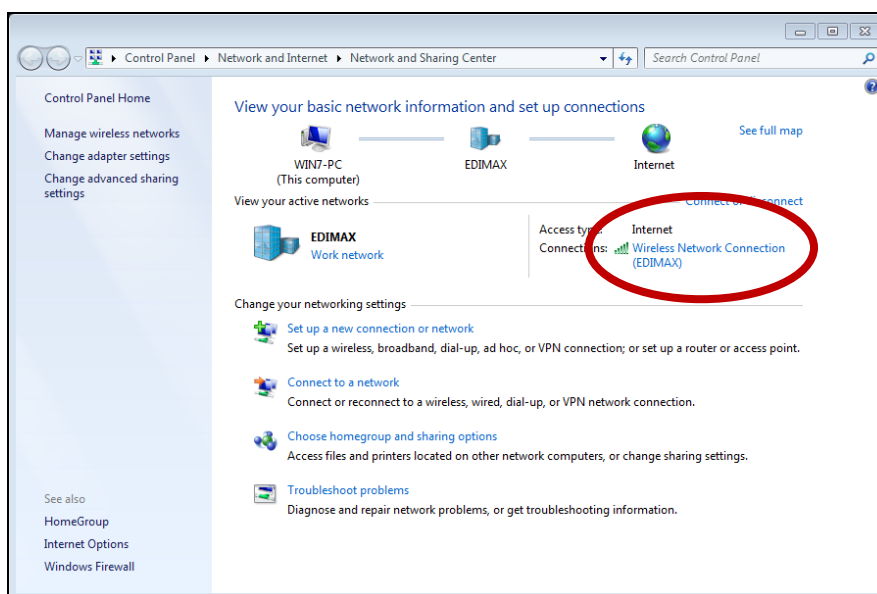 Control Panel ▸ Network and Internet ▸ Network and Sharing Center
Search Control Panel
Control Panel Home
Manage wireless networks
Change adapter settings
Change advanced sharing
settings
View your basic network information and set up connections
See full map
WIN7-PC
(This computer)
EDIMAX
Internet
View your active networks
Connect or disconnect
EDIMAX
Work network
Access type: Internet
Connections: Wireless Network Connection
(EDIMAX)
Change your networking settings
Set up a new connection or network
Set up a wireless, broadband, dial-up, ad hoc, or VPN connection; or set up a router or access point.
Connect to a network
Connect or reconnect to a wireless, wired, dial-up, or VPN network connection.
Choose homegroup and sharing options
Access files and printers located on other network computers, or change sharing settings.
Troubleshoot problems
Diagnose and repair network problems, or get troubleshooting information.
See also
HomeGroup
Internet Options
Windows Firewall